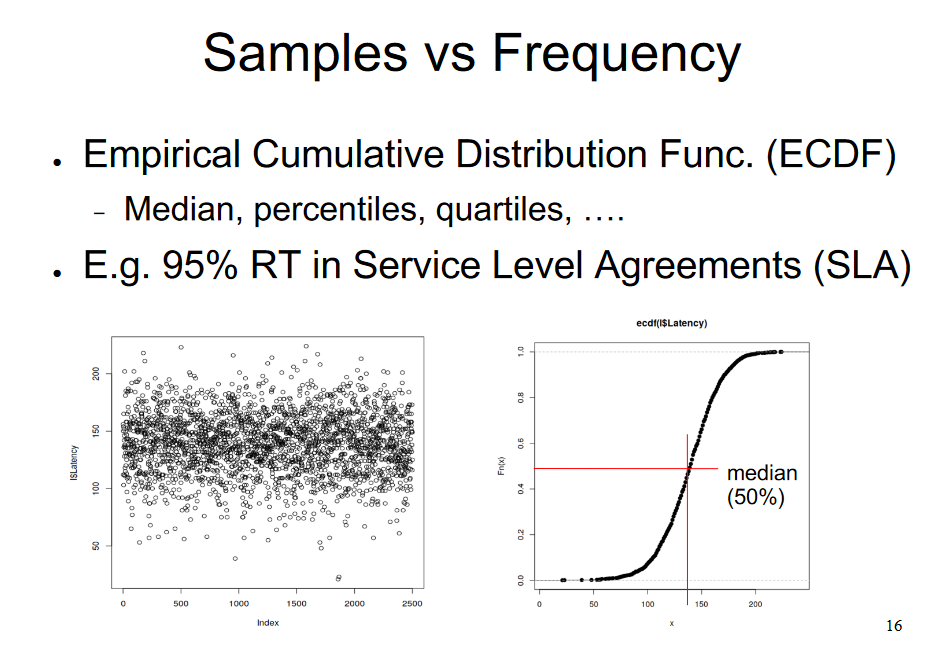 Samples vs Frequency
● Empirical Cumulative Distribution Func. (ECDF)
– Median, percentiles, quartiles, ….
● E.g. 95% RT in Service Level Agreements (SLA)
l$Latency
200
150
100
50
0 500 1000 1500 2000 2500
Index
ecdf(l$Latency)
Fn(x)
1.0
0.8
0.6
0.4
0.2
0.0
median
(50%)
0 50 100 150 200
x
16